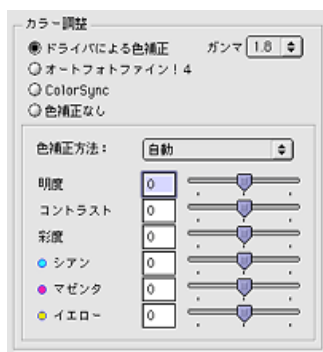 カラー調整
ドライバによる色補正 ガンマ 1.8
オートフォトファイン！4
ColorSync
色補正なし
色補正方法： 自動
明度 0
コントラスト 0
彩度 0
シアン 0
マゼンタ 0
イエロー 0